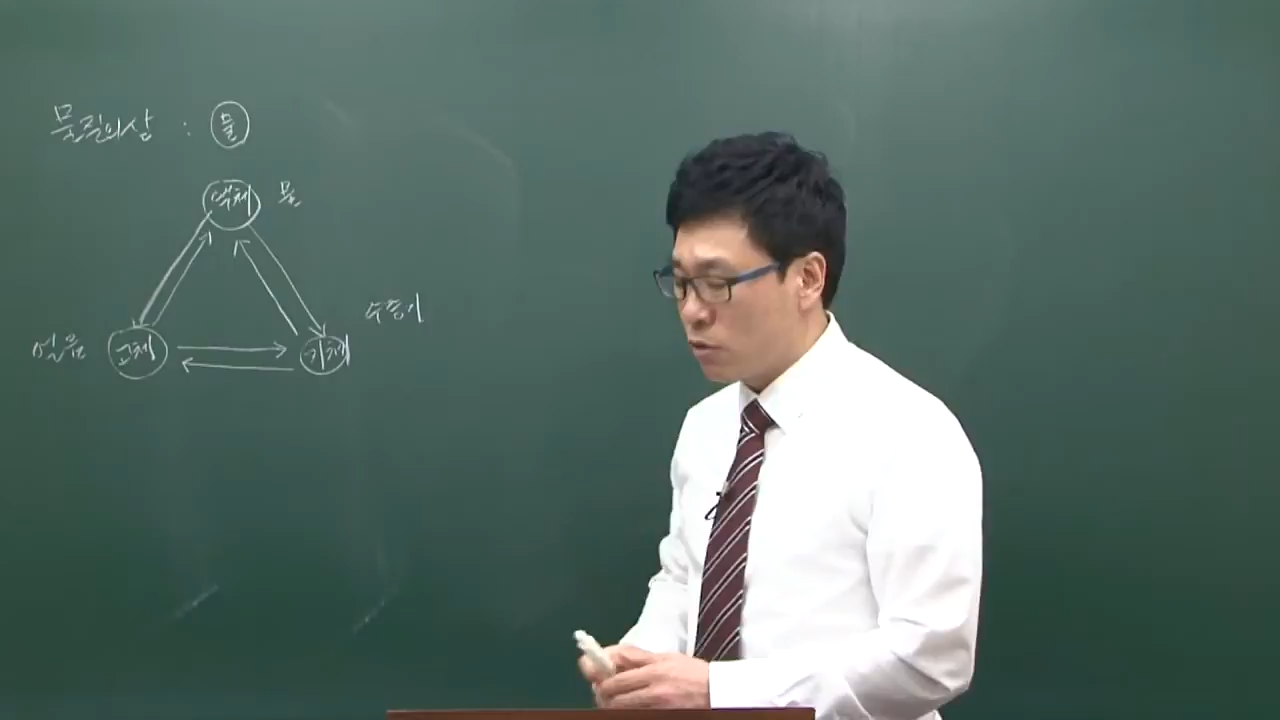 물질의 상 : 물
액체 물
수증기
얼음 고체 기체